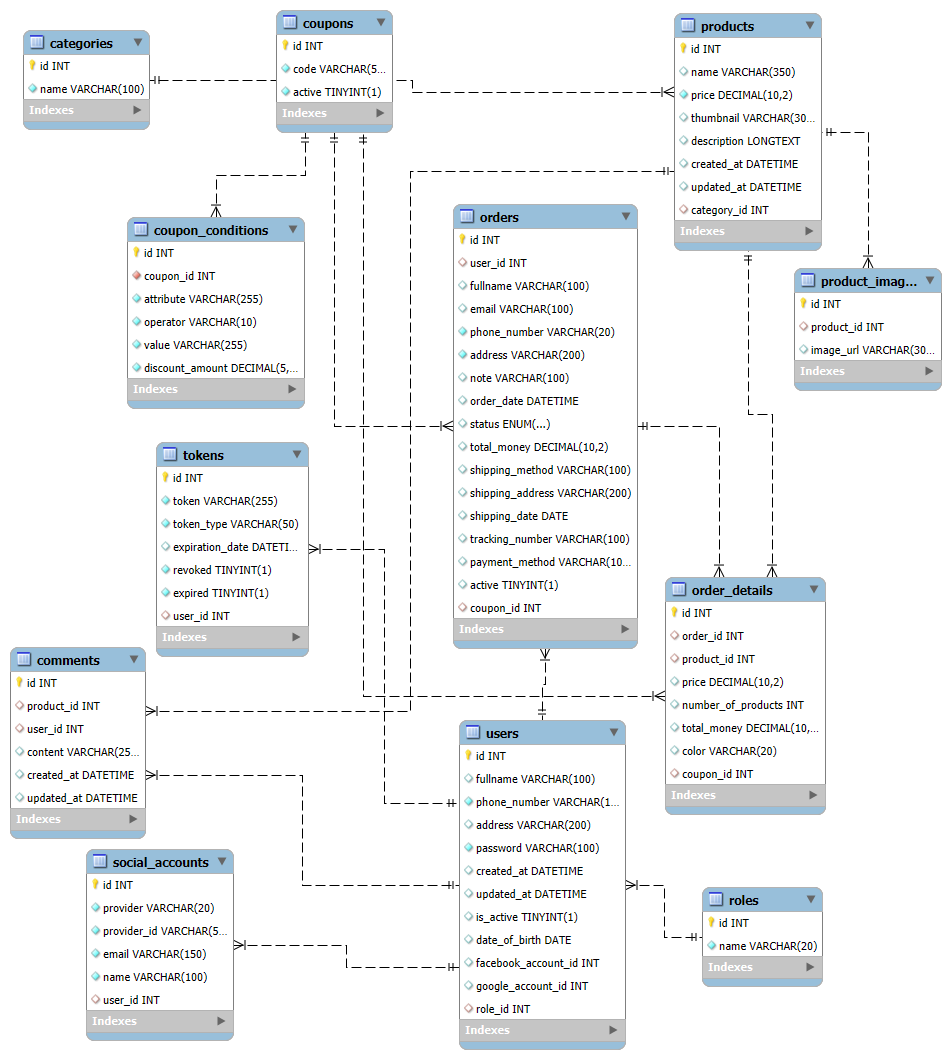 categories
id INT
name VARCHAR(100)
Indexes
coupons
id INT
code VARCHAR(5...
active TINYINT(1)
Indexes
products
id INT
name VARCHAR(350)
price DECIMAL(10,2)
thumbnail VARCHAR(30...
description LONGTEXT
created_at DATETIME
updated_at DATETIME
category_id INT
Indexes
coupon_conditions
id INT
coupon_id INT
attribute VARCHAR(255)
operator VARCHAR(10)
value VARCHAR(255)
discount_amount DECIMAL(5,...
Indexes
orders
id INT
user_id INT
fullname VARCHAR(100)
email VARCHAR(100)
phone_number VARCHAR(20)
address VARCHAR(200)
note VARCHAR(100)
order_date DATETIME
status ENUM(...)
total_money DECIMAL(10,2)
shipping_method VARCHAR(100)
shipping_address VARCHAR(200)
shipping_date DATE
tracking_number VARCHAR(100)
payment_method VARCHAR(10...
active TINYINT(1)
coupon_id INT
Indexes
product_imag...
id INT
product_id INT
image_url VARCHAR(30...
Indexes
tokens
id INT
token VARCHAR(255)
token_type VARCHAR(50)
expiration_date DATETI...
revoked TINYINT(1)
expired TINYINT(1)
user_id INT
Indexes
order_details
id INT
order_id INT
product_id INT
price DECIMAL(10,2)
number_of_products INT
total_money DECIMAL(10,...
color VARCHAR(20)
coupon_id INT
Indexes
comments
id INT
product_id INT
user_id INT
content VARCHAR(25...
created_at DATETIME
updated_at DATETIME
Indexes
users
id INT
fullname VARCHAR(100)
phone_number VARCHAR(1...
address VARCHAR(200)
password VARCHAR(100)
created_at DATETIME
updated_at DATETIME
is_active TINYINT(1)
date_of_birth DATE
facebook_account_id INT
google_account_id INT
role_id INT
Indexes
social_accounts
id INT
provider VARCHAR(20)
provider_id VARCHAR(5...
email VARCHAR(150)
name VARCHAR(100)
user_id INT
Indexes
roles
id INT
name VARCHAR(20)
Indexes